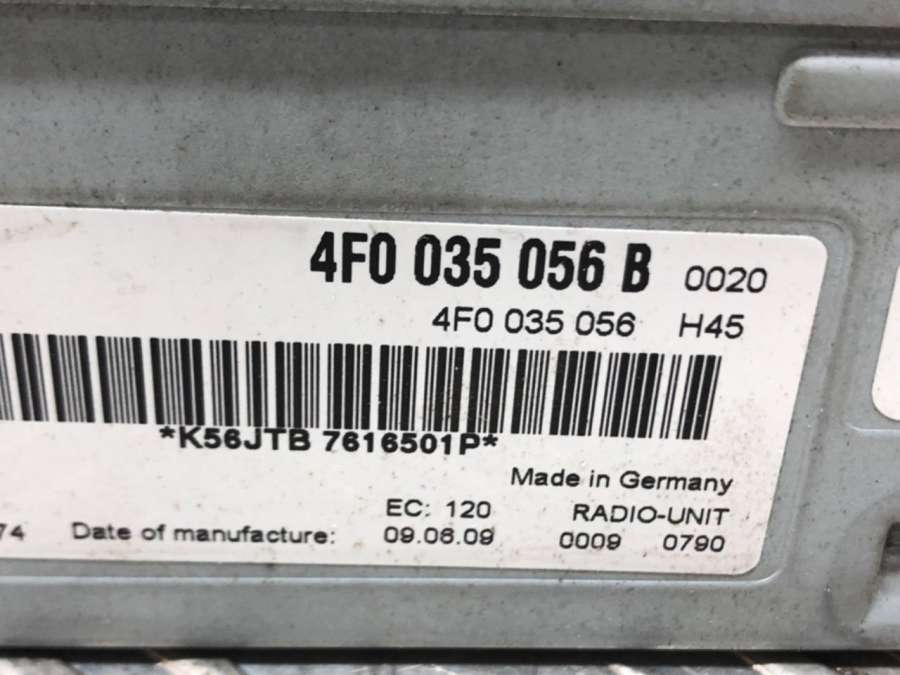 4F0 035 056 B 0020
4F0 035 056 H45
*K56JTB 7616501P*
Made in Germany
EC: 120 RADIO-UNIT
74 Date of manufacture: 09.06.09 0009 0790